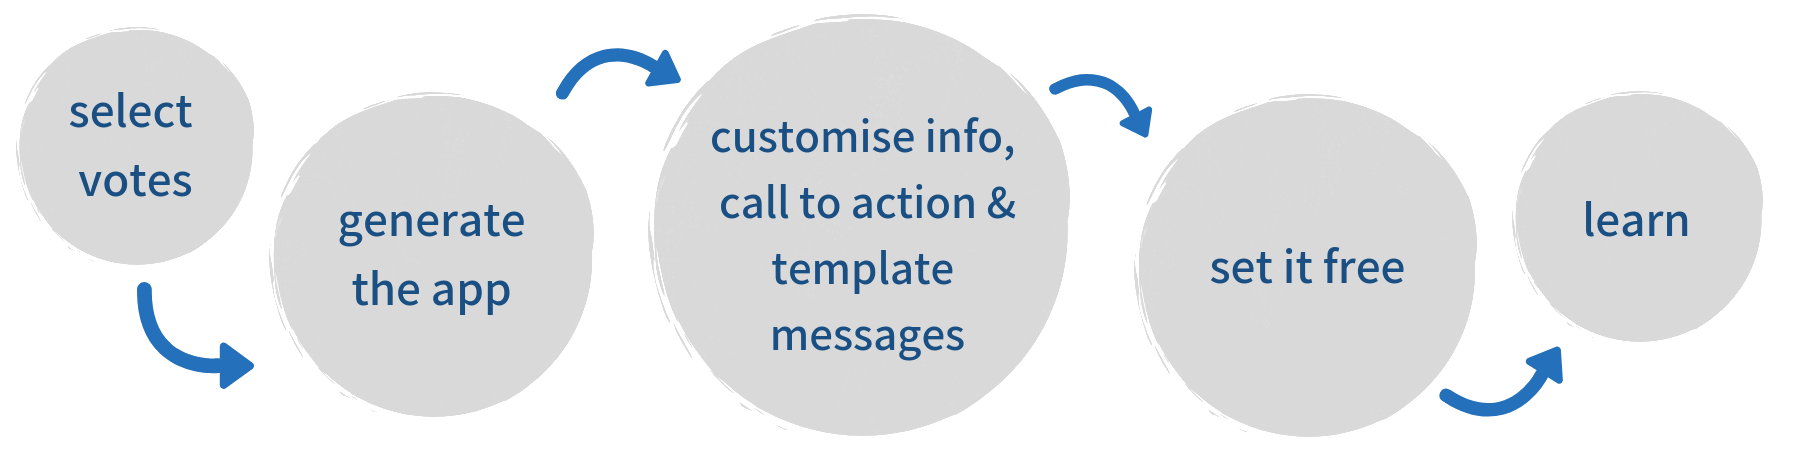 select
votes
generate
the app
customise info,
call to action &
template
messages
set it free
learn